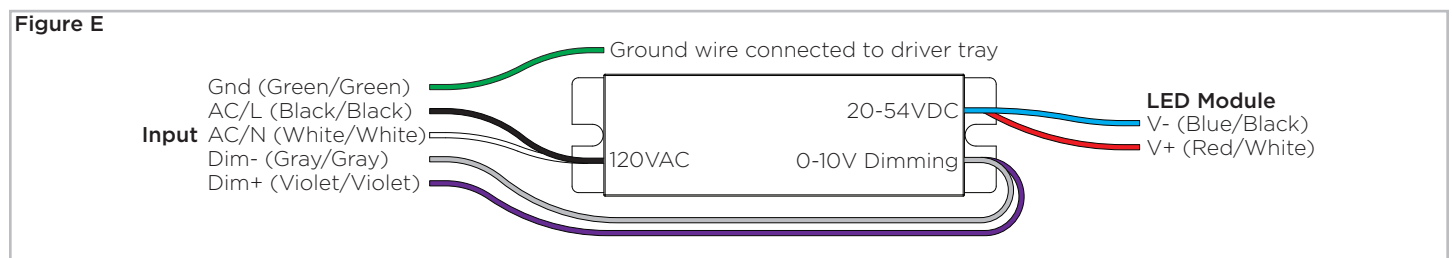 Figure E
Ground wire connected to driver tray
Gnd (Green/Green)
AC/L (Black/Black)
Input AC/N (White/White)
Dim- (Gray/Gray)
Dim+ (Violet/Violet)
120VAC
20-54VDC
0-10V Dimming
LED Module
V- (Blue/Black)
V+ (Red/White)